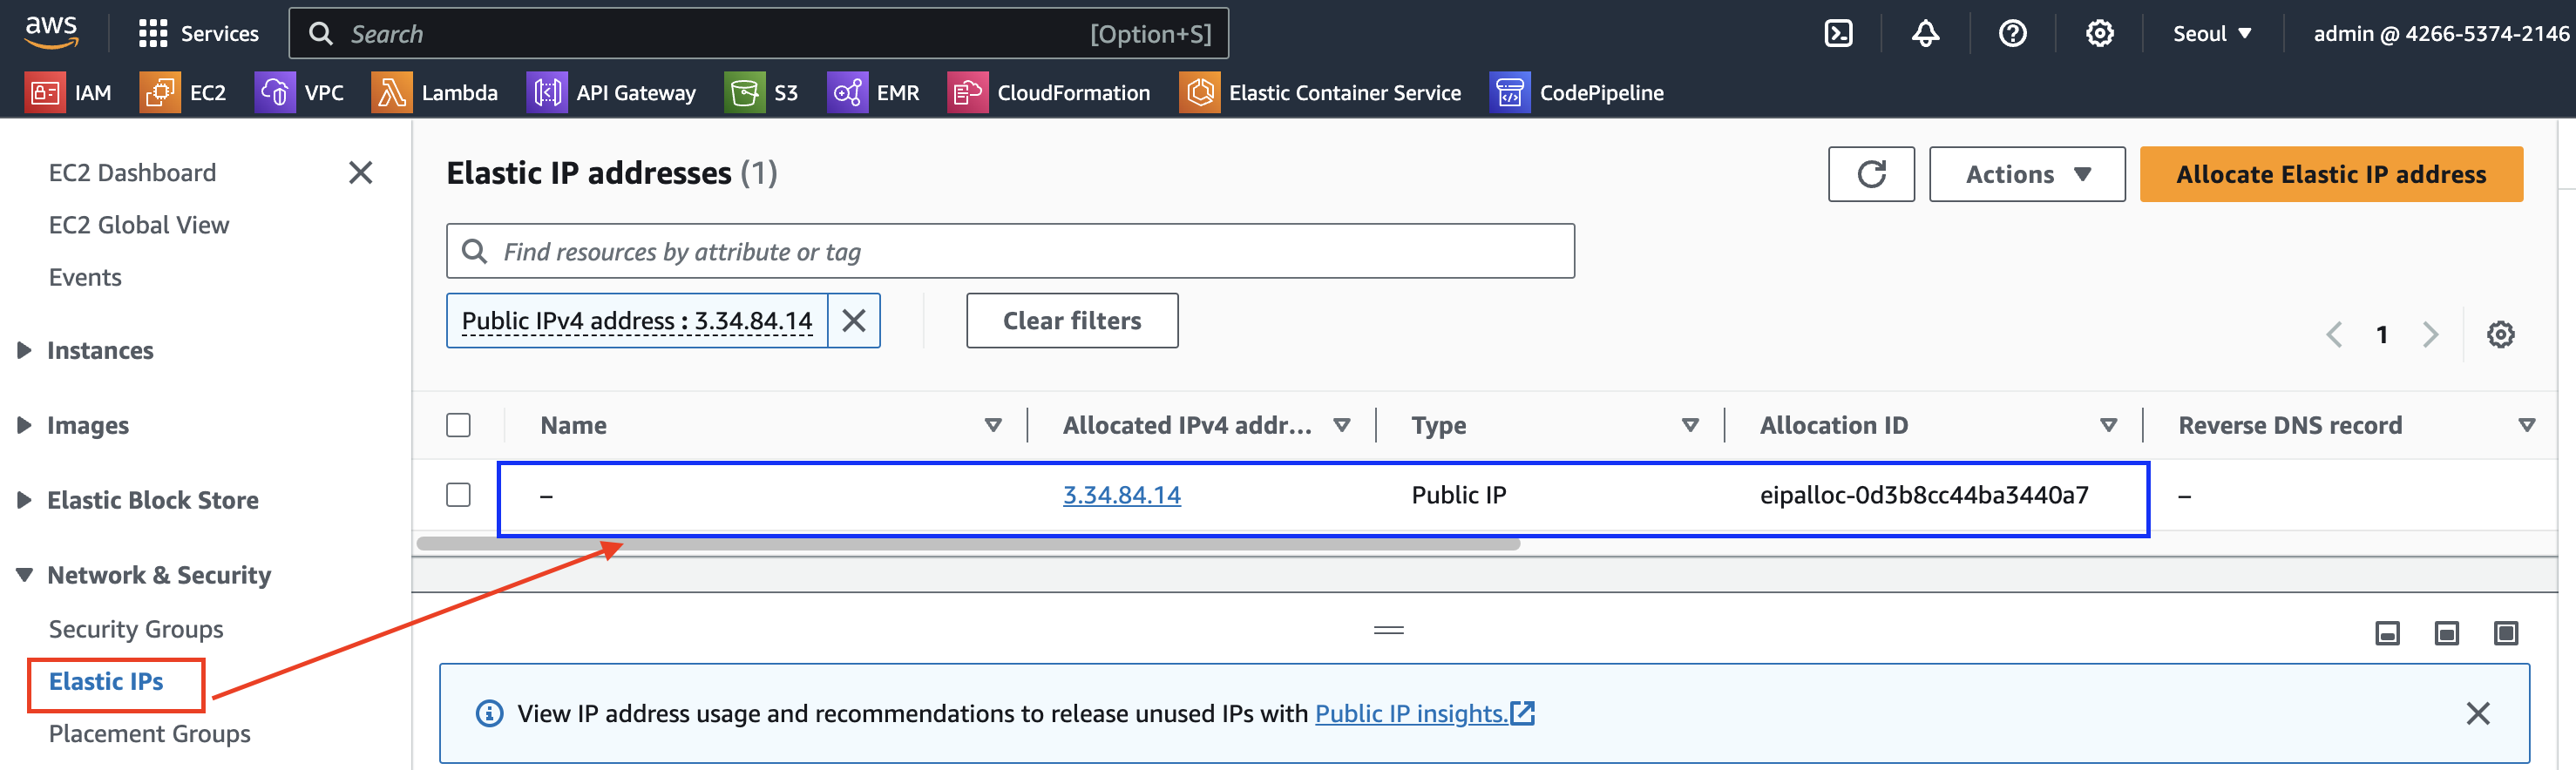 aws
Services
Search
[Option+S]
Seoul
admin @ 4266-5374-2146
IAM
EC2
VPC
Lambda
API Gateway
S3
EMR
CloudFormation
Elastic Container Service
CodePipeline
EC2 Dashboard
EC2 Global View
Events
Instances
Images
Elastic Block Store
Network & Security
Security Groups
Elastic IPs
Placement Groups
Elastic IP addresses (1)
Actions
Allocate Elastic IP address
Find resources by attribute or tag
Public IPv4 address : 3.34.84.14
Clear filters
1
Name
Allocated IPv4 addr...
Type
Allocation ID
Reverse DNS record
–
3.34.84.14
Public IP
eipalloc-0d3b8cc44ba3440a7
–
View IP address usage and recommendations to release unused IPs with Public IP insights.